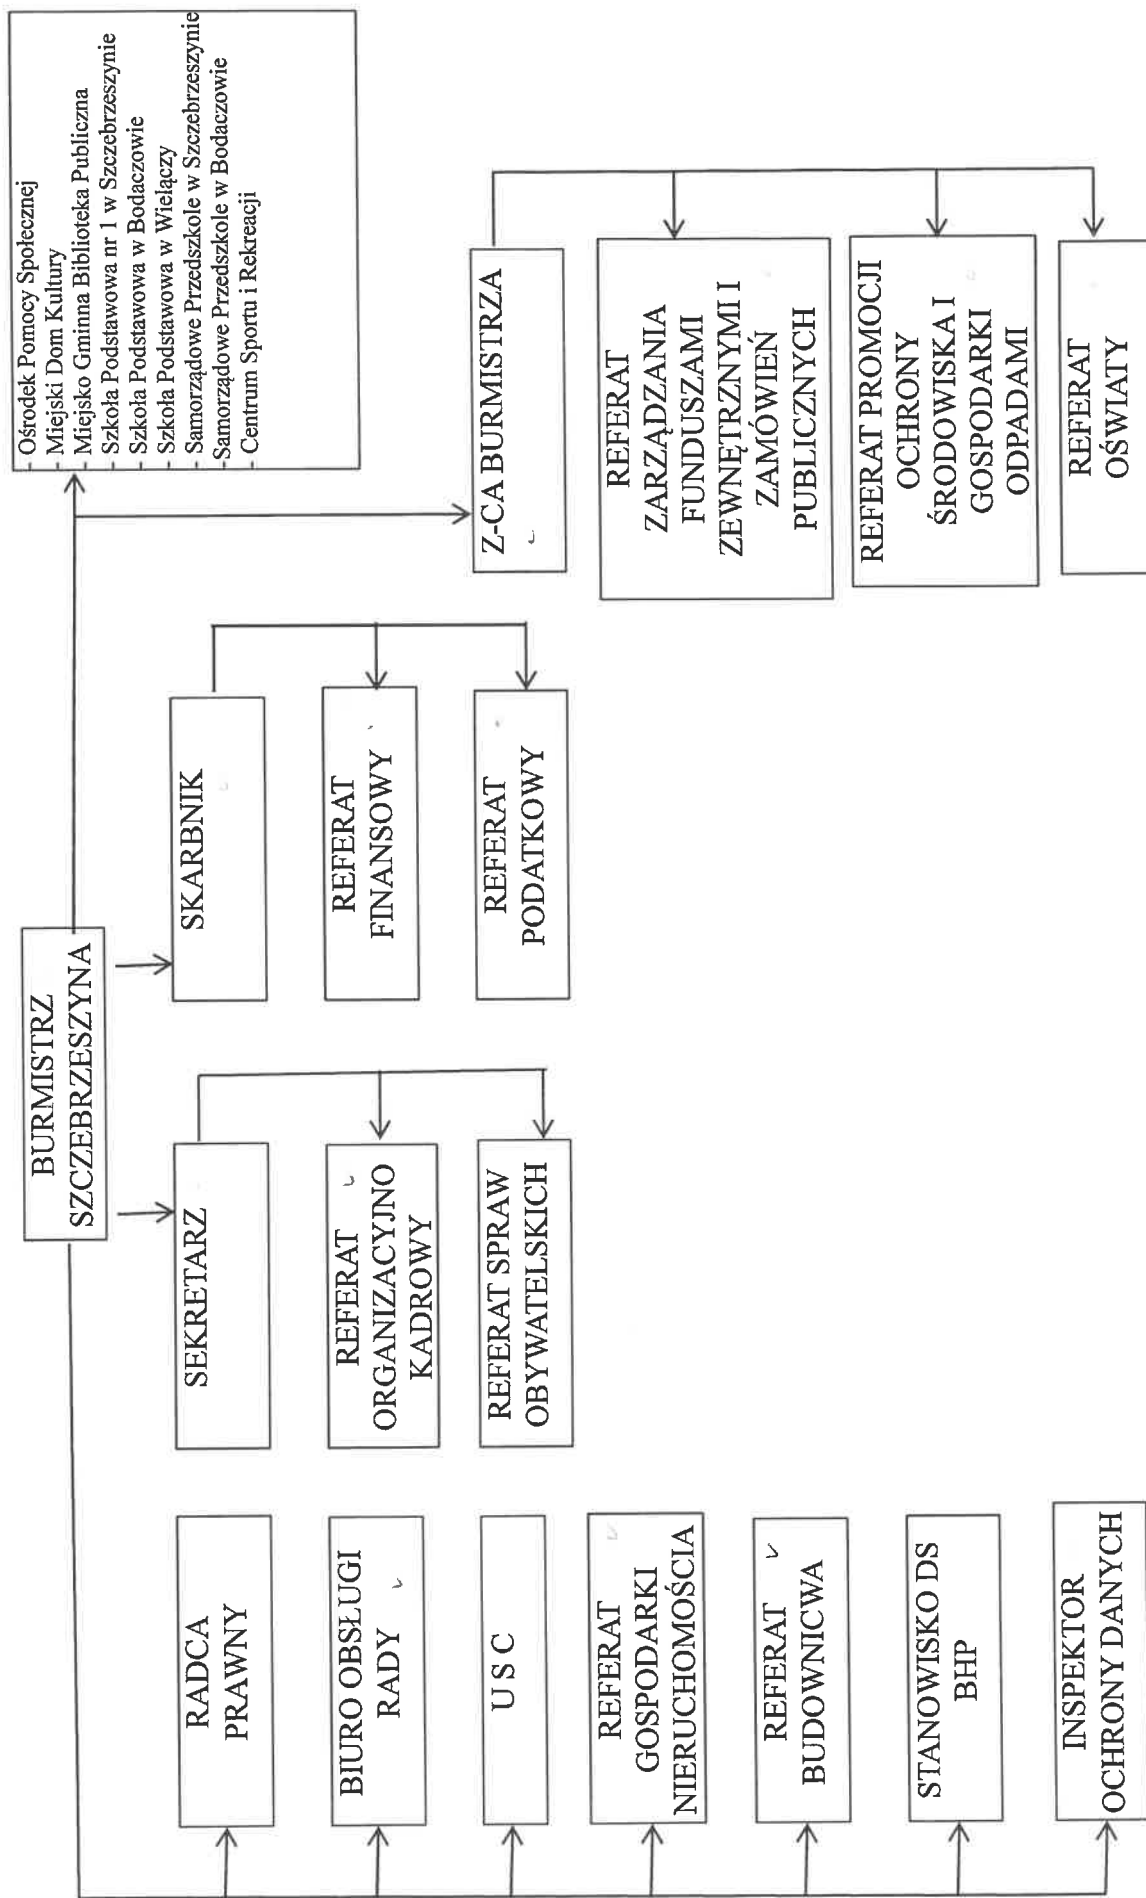 BURMISTRZ
SZCZEBRZESZYNA
Ośrodek Pomocy Społecznej
Miejski Dom Kultury
Miejsko Gminna Biblioteka Publiczna
Szkoła Podstawowa nr 1 w Szczebrzeszynie
Szkoła Podstawowa w Bodaczowie
Szkoła Podstawowa w Wielączy
Samorządowe Przedszkole w Szczebrzeszynie
Samorządowe Przedszkole w Bodaczowie
Centrum Sportu i Rekreacji
RADCA
PRAWNY
BIURO OBSŁUGI
RADY
U S C
REFERAT
GOSPODARKI
NIERUCHOMOŚCIA
REFERAT
BUDOWNICWA
STANOWISKO DS
BHP
INSPEKTOR
OCHRONY DANYCH
SEKRETARZ
REFERAT
ORGANIZACYJNO
KADROWY
REFERAT SPRAW
OBYWATELSKICH
SKARBNIK
REFERAT
FINANSOWY
REFERAT
PODATKOWY
Z-CA BURMISTRZA
REFERAT
ZARZĄDZANIA
FUNDUSZAMI
ZEWNĘTRZNYMI I
ZAMÓWIEŃ
PUBLICZNYCH
REFERAT PROMOCJI
OCHRONY
ŚRODOWISKA I
GOSPODARKI
ODPADAMI
REFERAT
OŚWIATY